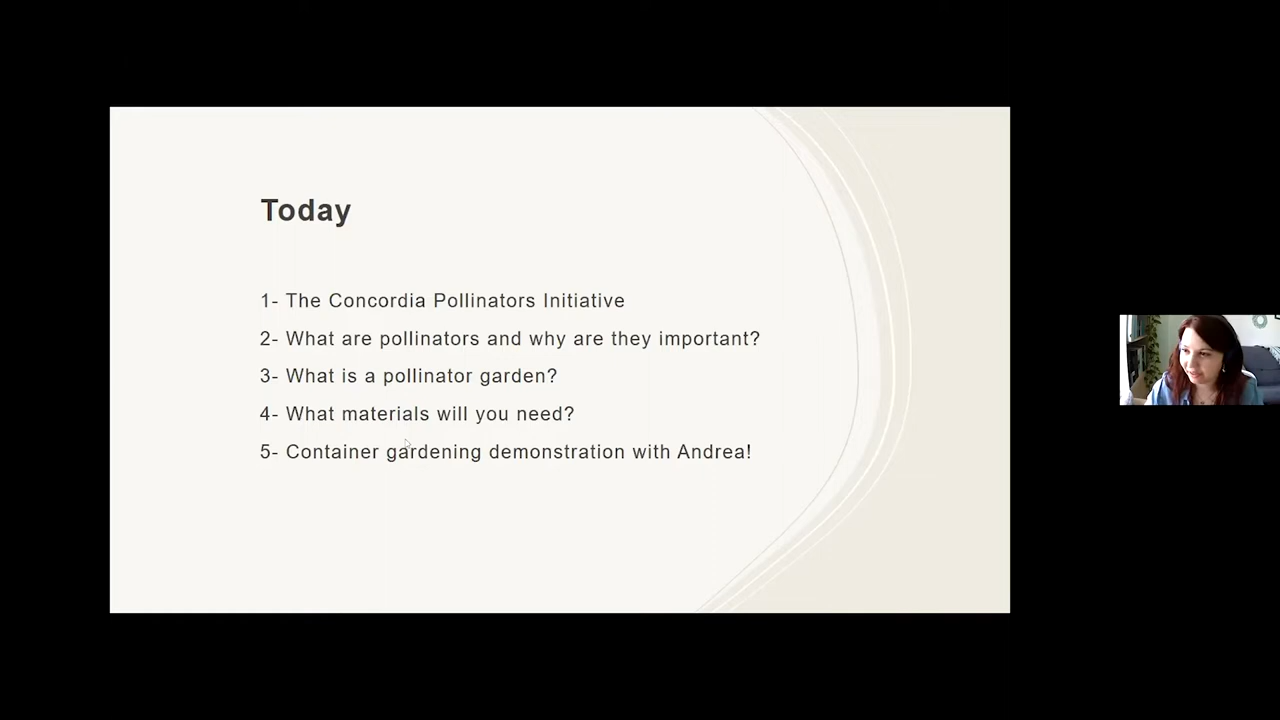 Today
1- The Concordia Pollinators Initiative
2- What are pollinators and why are they important?
3- What is a pollinator garden?
4- What materials will you need?
5- Container gardening demonstration with Andrea!